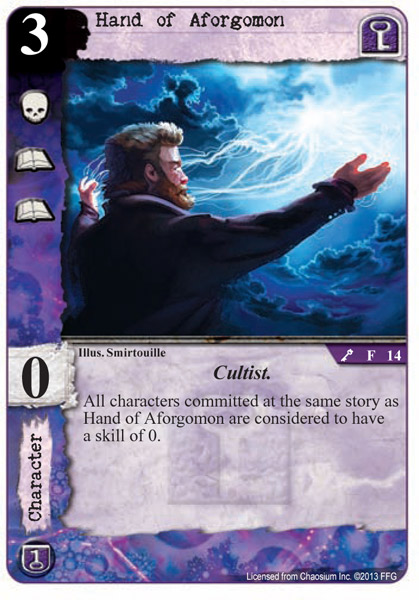 3
Hand of Aforgomon
Illus. Smirtouille
F 14
0
Cultist.
All characters committed at the same story as
Hand of Aforgomon are considered to have
a skill of 0.
Character
1
Licensed from Chaosium Inc. ©2013 FFG